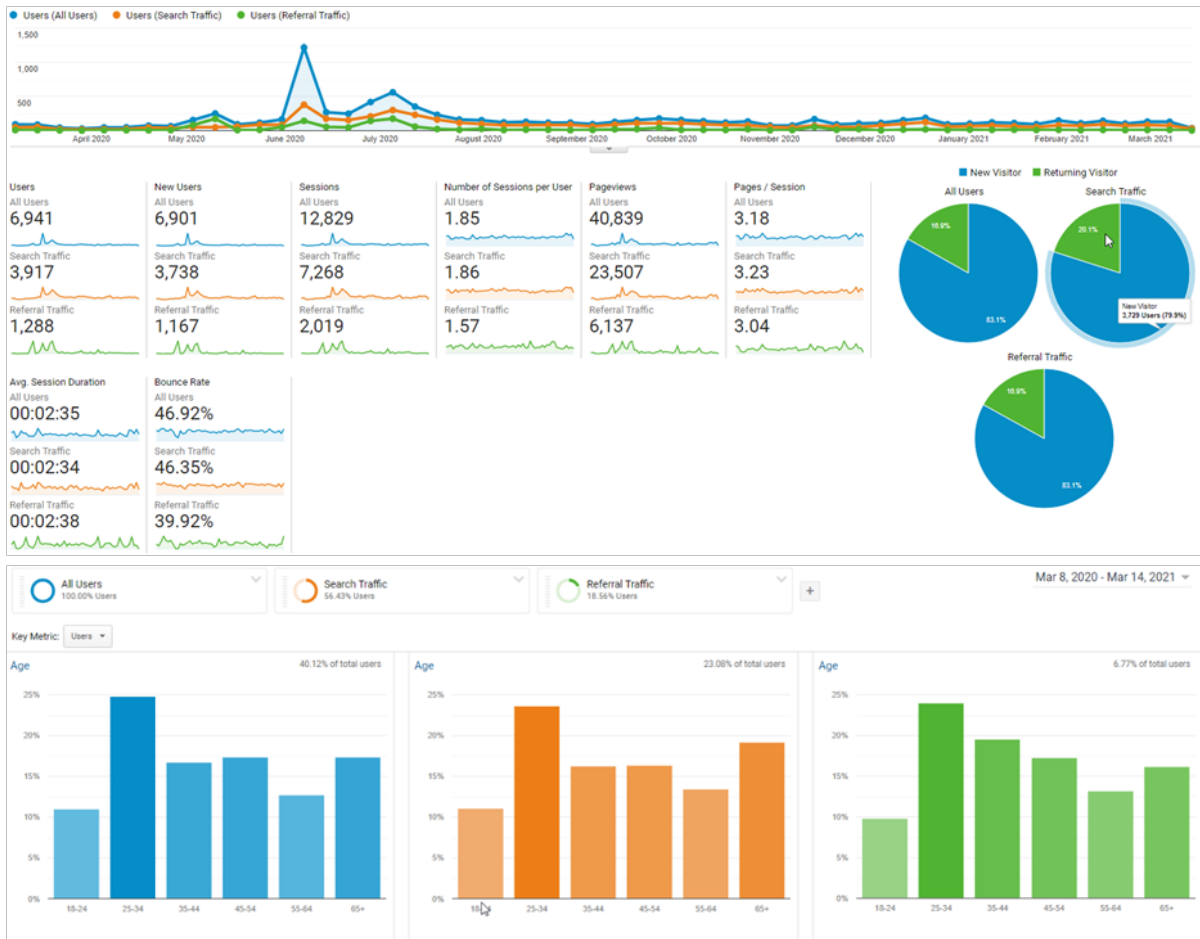 Users (All Users) Users (Search Traffic) Users (Referral Traffic)
1,500
1,000
500
April 2020 May 2020 June 2020 July 2020 August 2020 September 2020 October 2020 November 2020 December 2020 January 2021 February 2021 March 2021
Users
All Users
6,941
Search Traffic
3,917
Referral Traffic
1,288
New Users
All Users
6,901
Search Traffic
3,738
Referral Traffic
1,167
Sessions
All Users
12,829
Search Traffic
7,268
Referral Traffic
2,019
Number of Sessions per User
All Users
1.85
Search Traffic
1.86
Referral Traffic
1.57
Pageviews
All Users
40,839
Search Traffic
23,507
Referral Traffic
6,137
Pages / Session
All Users
3.18
Search Traffic
3.23
Referral Traffic
3.04
Avg. Session Duration
All Users
00:02:35
Search Traffic
00:02:34
Referral Traffic
00:02:38
Bounce Rate
All Users
46.92%
Search Traffic
46.35%
Referral Traffic
39.92%
New Visitor Returning Visitor
All Users
16.9%
83.1%
Search Traffic
20.1%
New Visitor
3,729 Users (79.9%)
Referral Traffic
16.9%
83.1%
All Users
100.00% Users
Search Traffic
56.43% Users
Referral Traffic
18.56% Users
+
Mar 8, 2020 - Mar 14, 2021
Key Metric: Users
Age 40.12% of total users
25%
20%
15%
10%
5%
0%
18-24 25-34 35-44 45-54 55-64 65+
Age 23.08% of total users
25%
20%
15%
10%
5%
0%
25-34 35-44 45-54 55-64 65+
Age 6.77% of total users
25%
20%
15%
10%
5%
0%
18-24 25-34 35-44 45-54 55-64 65+